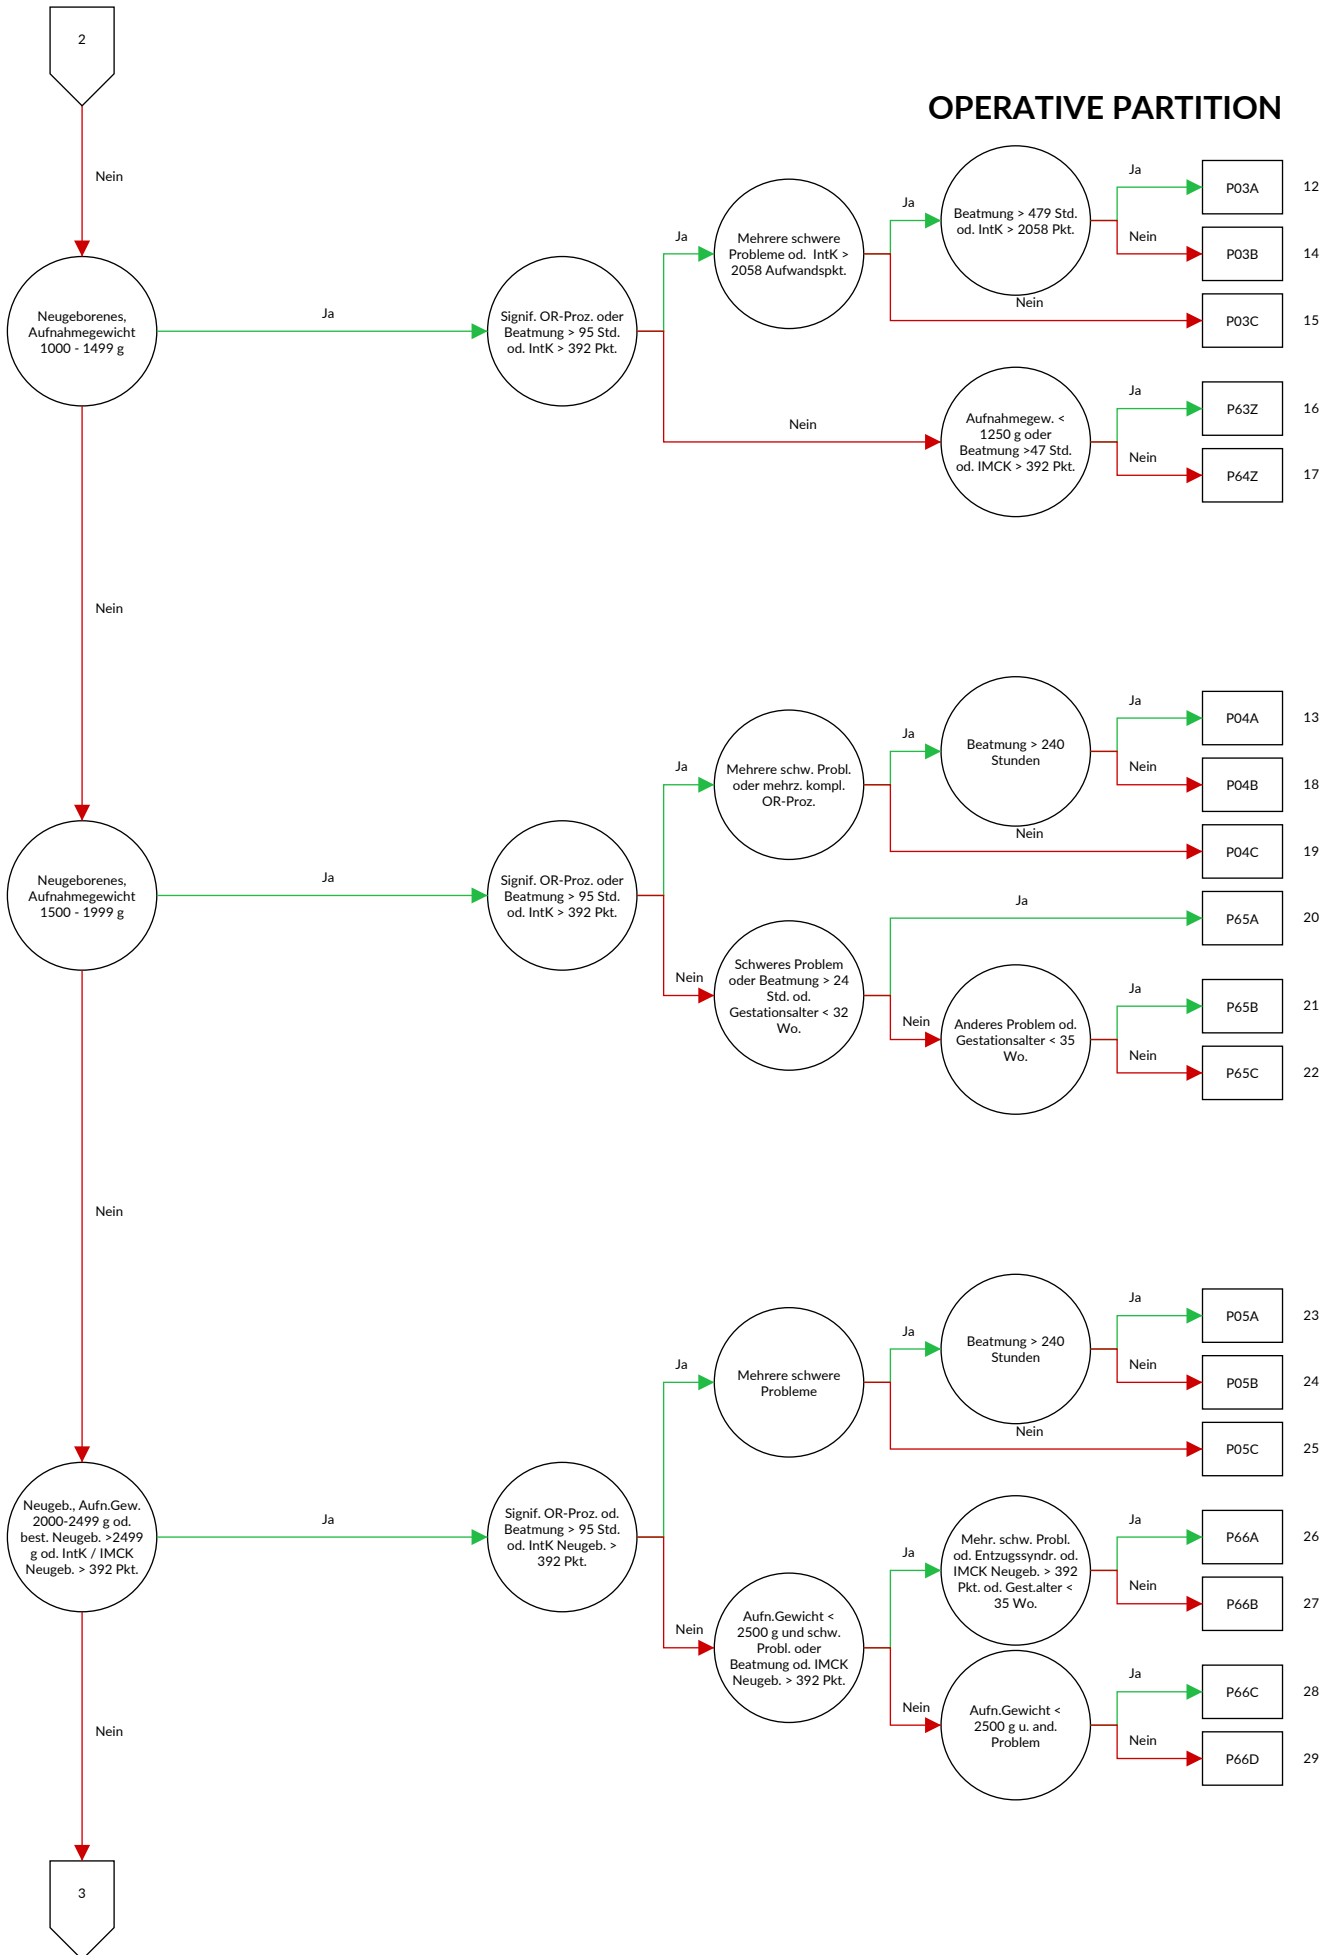 2
OPERATIVE PARTITION
Nein
Neugeborenes,
Aufnahmegewicht
1000 - 1499 g
Ja
Signif. OR-Proz. oder
Beatmung > 95 Std.
od. IntK > 392 Pkt.
Ja
Mehrere schwere
Probleme od. IntK >
2058 Aufwandspkt.
Ja
Beatmung > 479 Std.
od. IntK > 2058 Pkt.
Ja
P03A
12
Nein
P03B
14
Nein
P03C
15
Nein
Aufnahmegew. <
1250 g oder
Beatmung >47 Std.
od. IMCK > 392 Pkt.
Ja
P63Z
16
Nein
P64Z
17
Nein
Neugeborenes,
Aufnahmegewicht
1500 - 1999 g
Ja
Signif. OR-Proz. oder
Beatmung > 95 Std.
od. IntK > 392 Pkt.
Ja
Mehrere schw. Probl.
oder mehrz. kompl.
OR-Proz.
Ja
Beatmung > 240
Stunden
Ja
P04A
13
Nein
P04B
18
Nein
P04C
19
Nein
Schweres Problem
oder Beatmung > 24
Std. od.
Gestationsalter < 32
Wo.
Ja
P65A
20
Nein
Anderes Problem od.
Gestationsalter < 35
Wo.
Ja
P65B
21
Nein
P65C
22
Nein
Neugeb., Aufn.Gew.
2000-2499 g od.
best. Neugeb. >2499
g od. IntK / IMCK
Neugeb. > 392 Pkt.
Ja
Signif. OR-Proz. od.
Beatmung > 95 Std.
od. IntK Neugeb. >
392 Pkt.
Ja
Mehrere schwere
Probleme
Ja
Beatmung > 240
Stunden
Ja
P05A
23
Nein
P05B
24
Nein
P05C
25
Nein
Aufn.Gewicht <
2500 g und schw.
Probl. oder
Beatmung od. IMCK
Neugeb. > 392 Pkt.
Ja
Mehr. schw. Probl.
od. Entzugssyndr. od.
IMCK Neugeb. > 392
Pkt. od. Gest.alter <
35 Wo.
Ja
P66A
26
Nein
P66B
27
Nein
Aufn.Gewicht <
2500 g u. and.
Problem
Ja
P66C
28
Nein
P66D
29
Nein
3